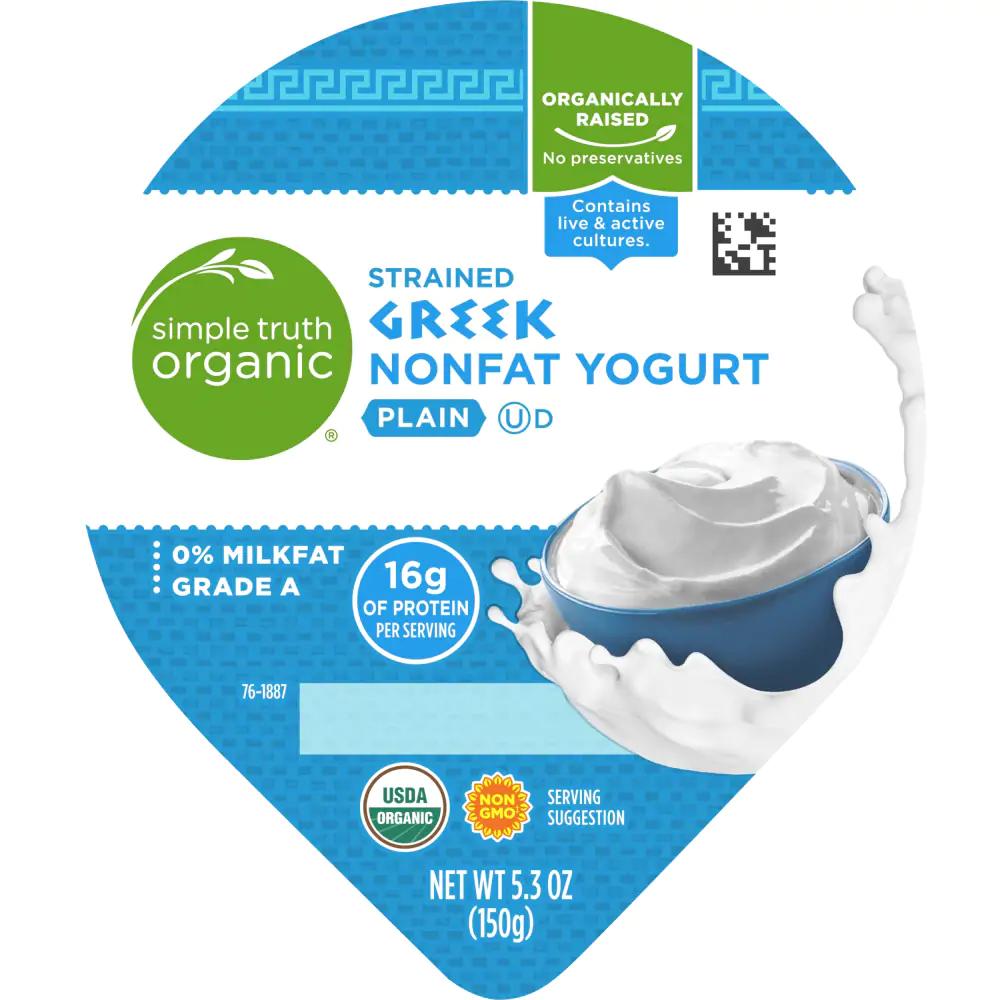 ORGANICALLY
RAISED
No preservatives
Contains
live & active
cultures.
simple truth
organic
®
STRAINED
GREEK
NONFAT YOGURT
PLAIN ⓊD
0% MILKFAT
GRADE A
16g
OF PROTEIN
PER SERVING
76-1887
USDA
ORGANIC
NON
GMO
SERVING
SUGGESTION
NET WT 5.3 OZ
(150g)